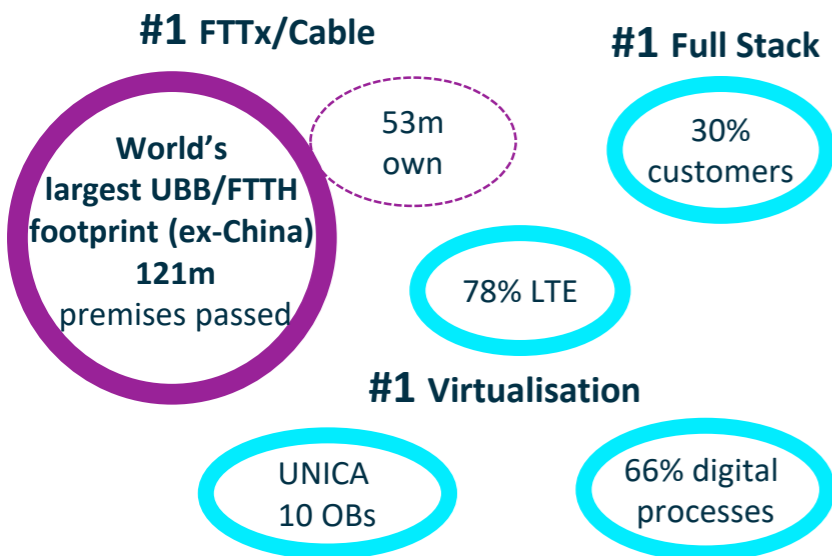 #1 FTTx/Cable
World's
largest UBB/FTTH
footprint (ex-China)
121m
premises passed
53m
own
#1 Full Stack
30%
customers
78% LTE
#1 Virtualisation
UNICA
10 OBs
66% digital
processes